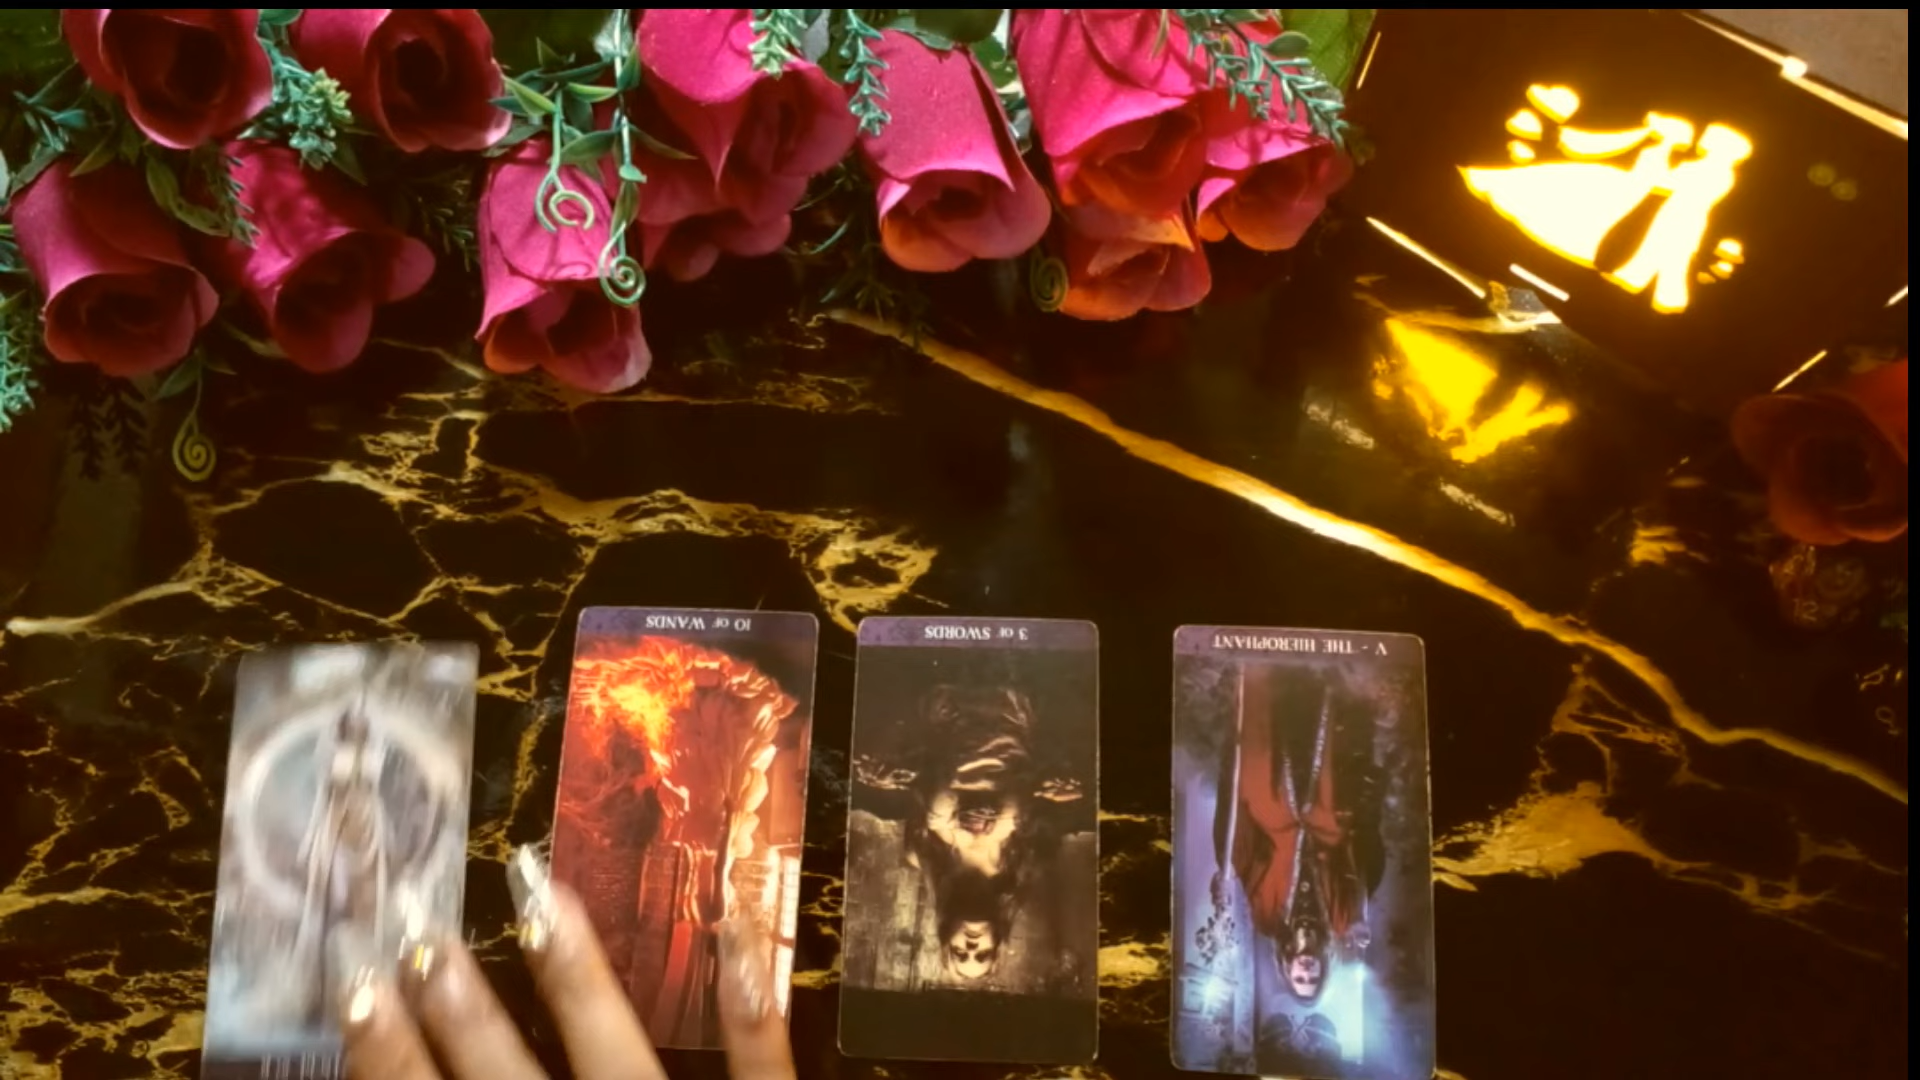 10 OF WANDS
3 OF SWORDS
V - THE HIEROPHANT